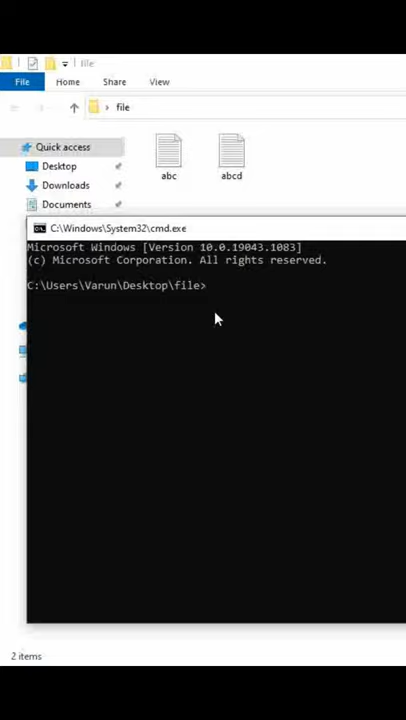 file
File Home Share View
file
Quick access
Desktop
Downloads
Documents
abc abcd
C:\Windows\System32\cmd.exe
Microsoft Windows [Version 10.0.19043.1083]
(c) Microsoft Corporation. All rights reserved.
C:\Users\Varun\Desktop\file>
2 items